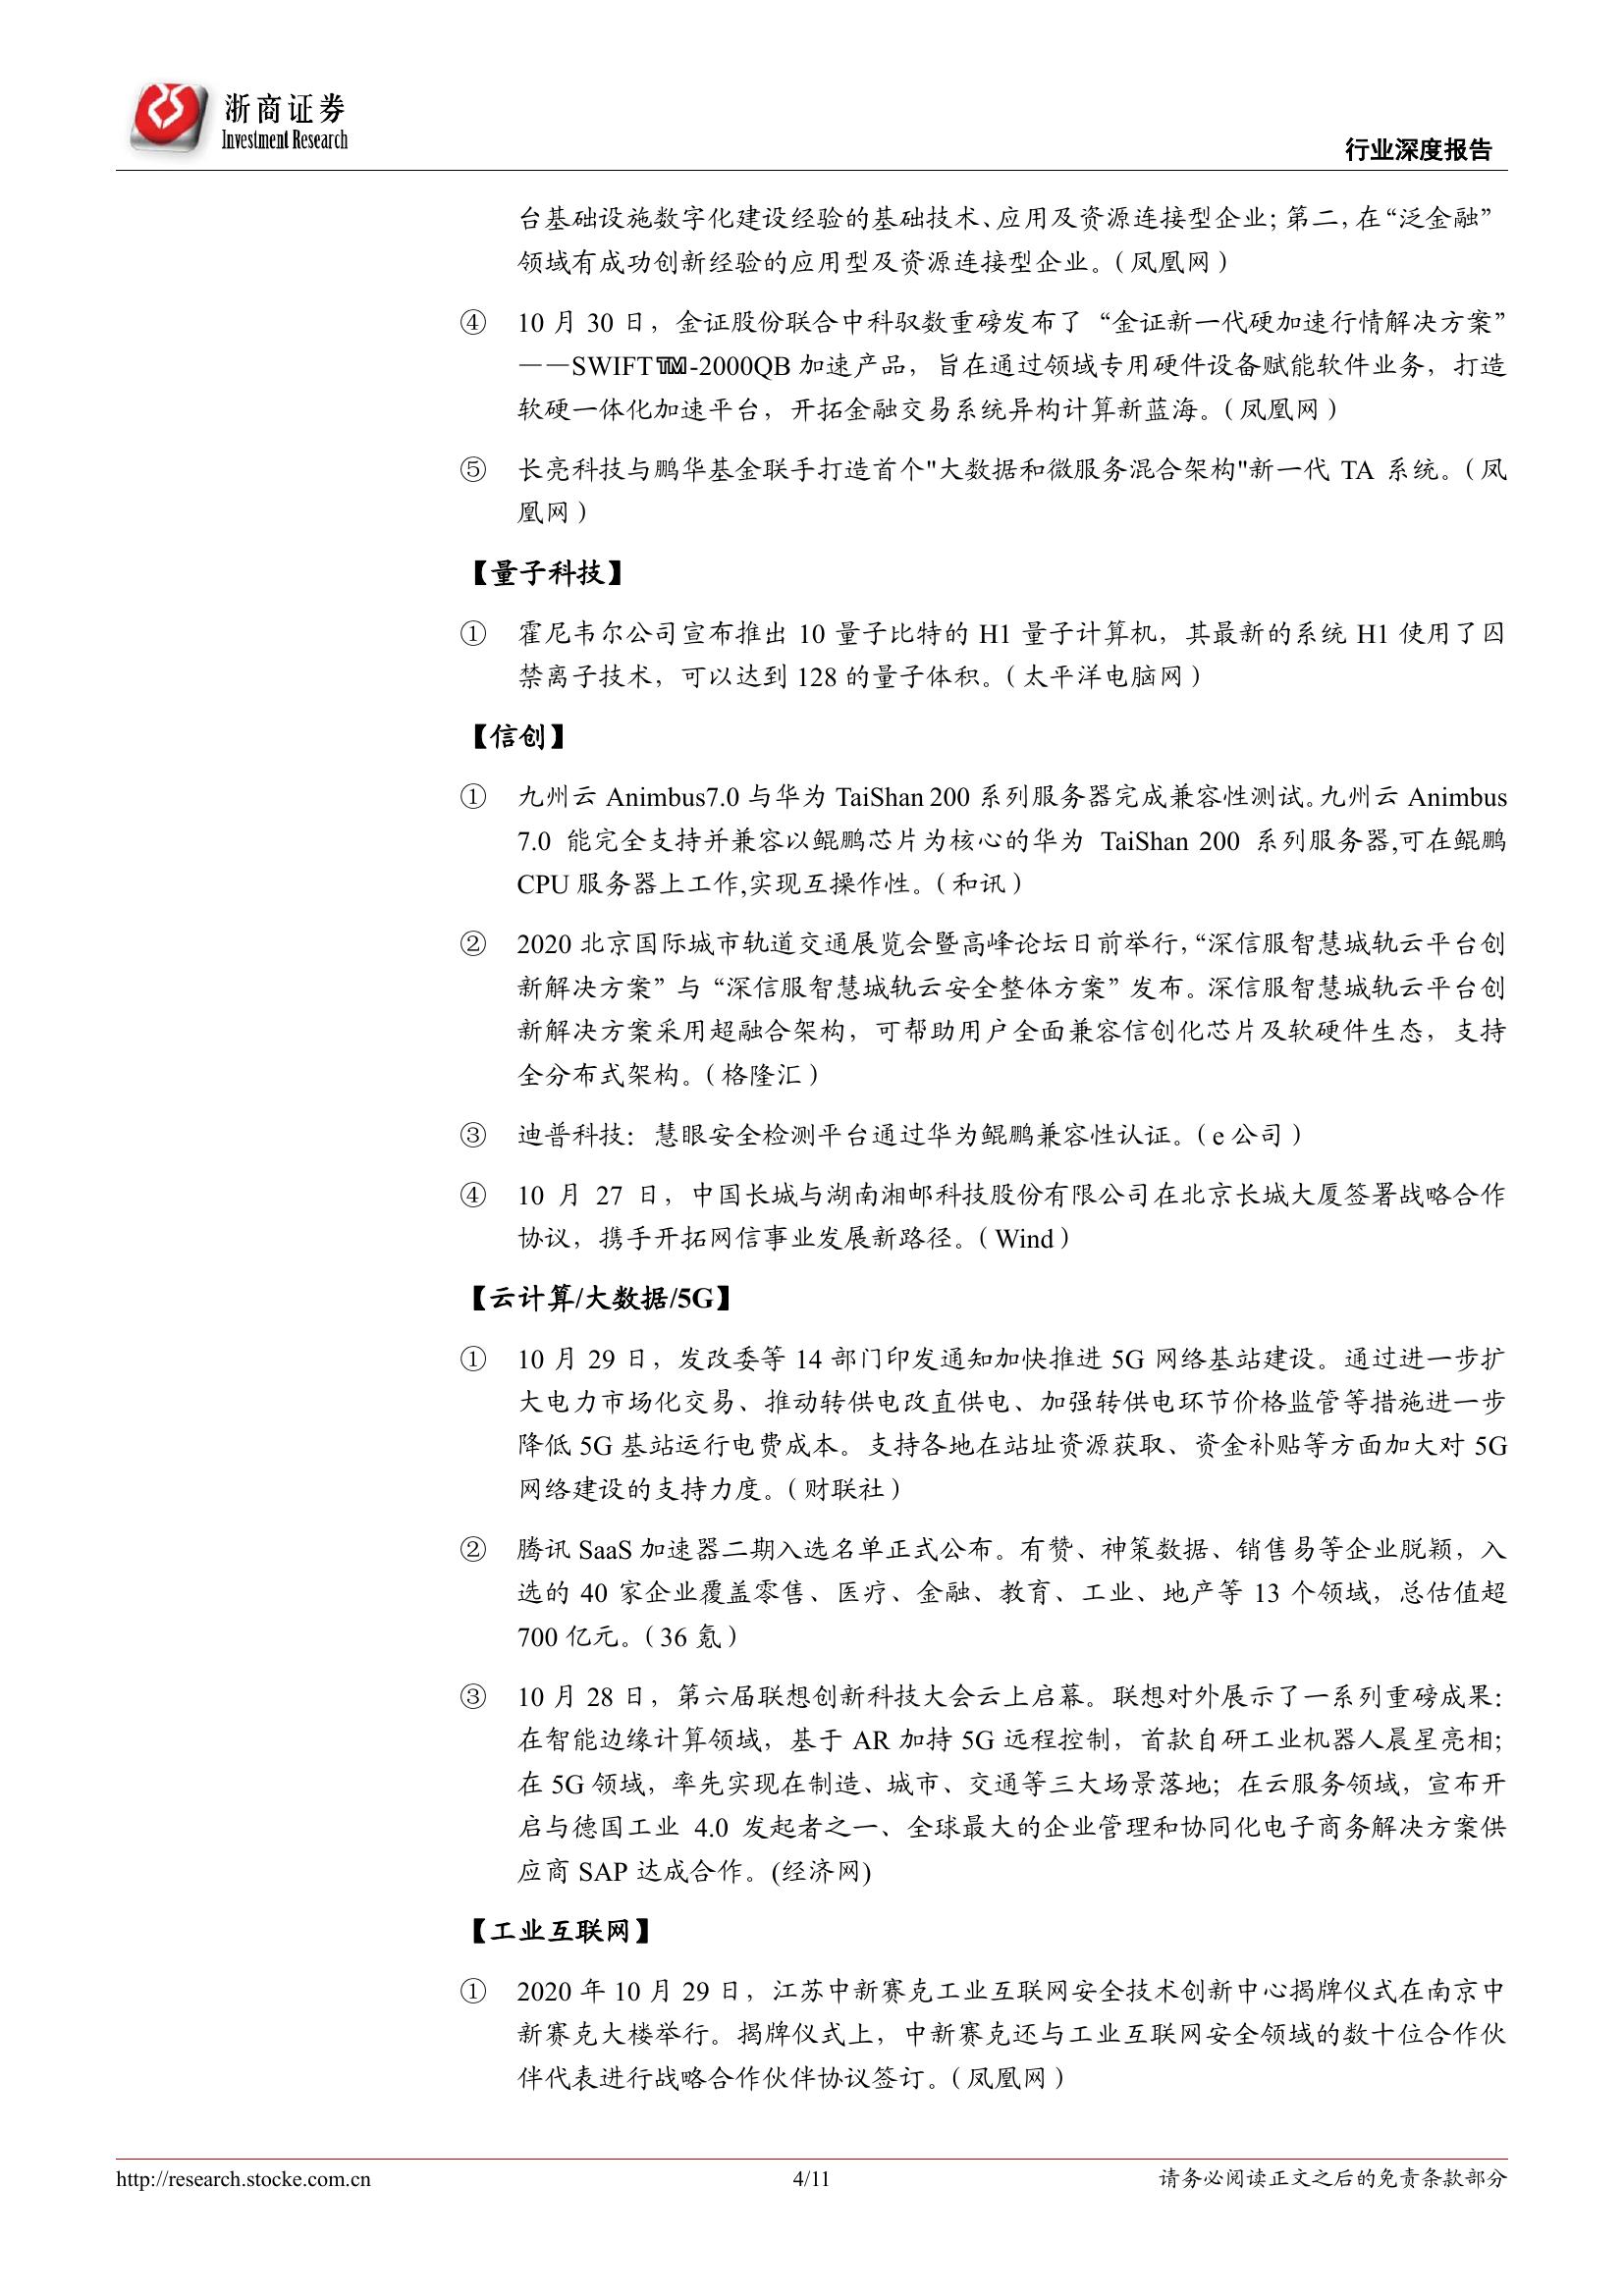 浙商证券
Investment Research
行业深度报告
台基础设施数字化建设经验的基础技术、应用及资源连接型企业；第二，在“泛金融”
领域有成功创新经验的应用型及资源连接型企业。（凤凰网）
④ 10 月 30 日，金证股份联合中科驭数重磅发布了“金证新一代硬加速行情解决方案”
——SWIFT™-2000QB 加速产品，旨在通过领域专用硬件设备赋能软件业务，打造
软硬一体化加速平台，开拓金融交易系统异构计算新蓝海。（凤凰网）
⑤ 长亮科技与鹏华基金联手打造首个"大数据和微服务混合架构"新一代 TA 系统。（凤
凰网）
【量子科技】
① 霍尼韦尔公司宣布推出 10 量子比特的 H1 量子计算机，其最新的系统 H1 使用了囚
禁离子技术，可以达到 128 的量子体积。（太平洋电脑网）
【信创】
① 九州云 Animbus7.0 与华为 TaiShan 200 系列服务器完成兼容性测试。九州云 Animbus
7.0 能完全支持并兼容以鲲鹏芯片为核心的华为 TaiShan 200 系列服务器,可在鲲鹏
CPU 服务器上工作,实现互操作性。（和讯）
② 2020 北京国际城市轨道交通展览会暨高峰论坛日前举行，“深信服智慧城轨云平台创
新解决方案”与“深信服智慧城轨云安全整体方案”发布。深信服智慧城轨云平台创
新解决方案采用超融合架构，可帮助用户全面兼容信创化芯片及软硬件生态，支持
全分布式架构。（格隆汇）
③ 迪普科技：慧眼安全检测平台通过华为鲲鹏兼容性认证。（e 公司）
④ 10 月 27 日，中国长城与湖南湘邮科技股份有限公司在北京长城大厦签署战略合作
协议，携手开拓网信事业发展新路径。（Wind）
【云计算/大数据/5G】
① 10 月 29 日，发改委等 14 部门印发通知加快推进 5G 网络基站建设。通过进一步扩
大电力市场化交易、推动转供电改直供电、加强转供电环节价格监管等措施进一步
降低 5G 基站运行电费成本。支持各地在站址资源获取、资金补贴等方面加大对 5G
网络建设的支持力度。（财联社）
② 腾讯 SaaS 加速器二期入选名单正式公布。有赞、神策数据、销售易等企业脱颖，入
选的 40 家企业覆盖零售、医疗、金融、教育、工业、地产等 13 个领域，总估值超
700 亿元。（36 氪）
③ 10 月 28 日，第六届联想创新科技大会云上启幕。联想对外展示了一系列重磅成果：
在智能边缘计算领域，基于 AR 加持 5G 远程控制，首款自研工业机器人晨星亮相；
在 5G 领域，率先实现在制造、城市、交通等三大场景落地；在云服务领域，宣布开
启与德国工业 4.0 发起者之一、全球最大的企业管理和协同化电子商务解决方案供
应商 SAP 达成合作。(经济网)
【工业互联网】
① 2020 年 10 月 29 日，江苏中新赛克工业互联网安全技术创新中心揭牌仪式在南京中
新赛克大楼举行。揭牌仪式上，中新赛克还与工业互联网安全领域的数十位合作伙
伴代表进行战略合作伙伴协议签订。（凤凰网）
http://research.stocke.com.cn
4/11
请务必阅读正文之后的免责条款部分